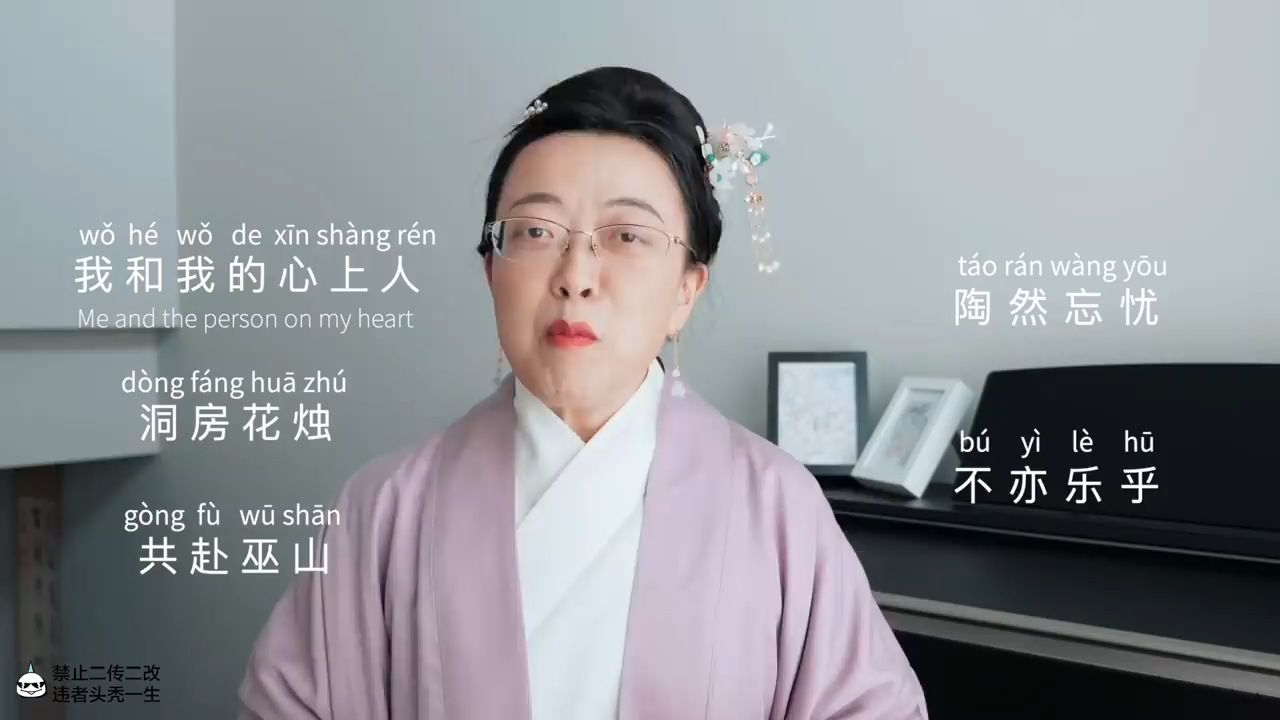 wǒ hé wǒ de xīn shàng rén
我和我的心上人
Me and the person on my heart
dòng fáng huā zhú
洞房花烛
gòng fù wū shān
共赴巫山
táo rán wàng yōu
陶然忘忧
bú yì lè hū
不亦乐乎
禁止二传二改
违者头秃一生